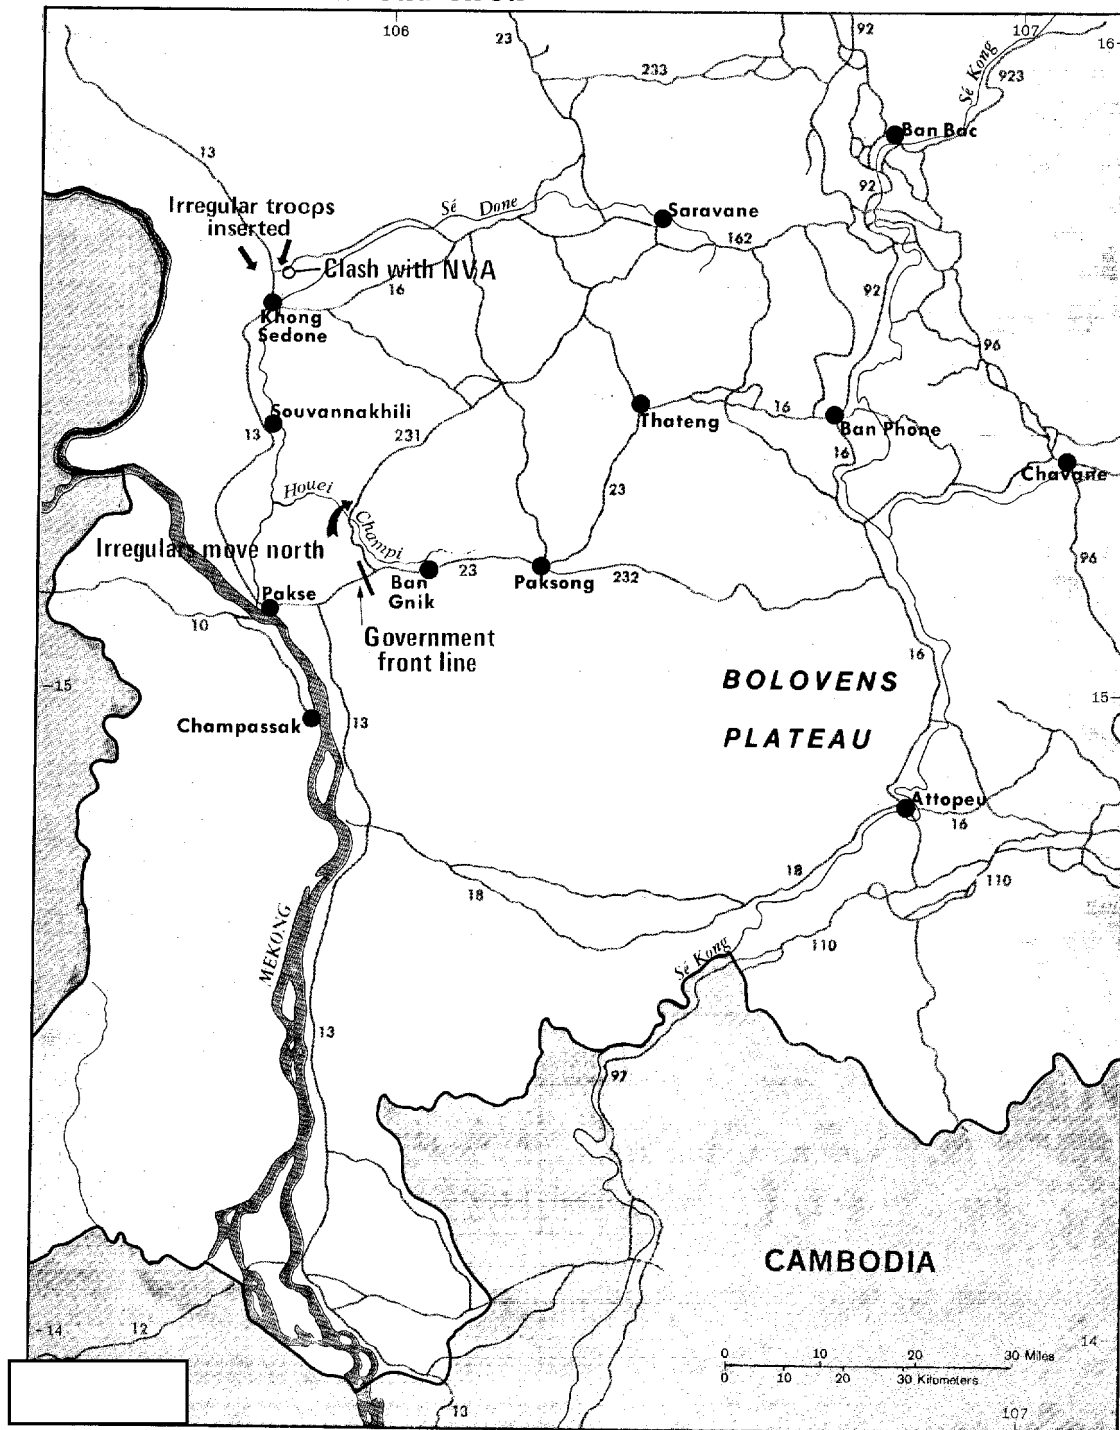 106
107
16
23
92
233
Sé Kong
923
Ban Bac
13
92
Irregular troops
inserted
Sé Done
Saravane
162
Clash with NVA
16
92
Khong
Sedone
96
Souvannakhili
13
231
Thateng
16
Ban Phone
16
Chavane
Houei Champi
23
Irregulars move north
Ban
Gnik
23
Paksong
232
96
Pakse
10
Government
front line
16
15
BOLOVENS
PLATEAU
15
Champassak
13
Attopeu
16
18
18
110
110
MEKONG
Sé Kong
13
97
CAMBODIA
14
12
14
0 10 20 30 Miles
0 10 20 30 Kilometers
13
107